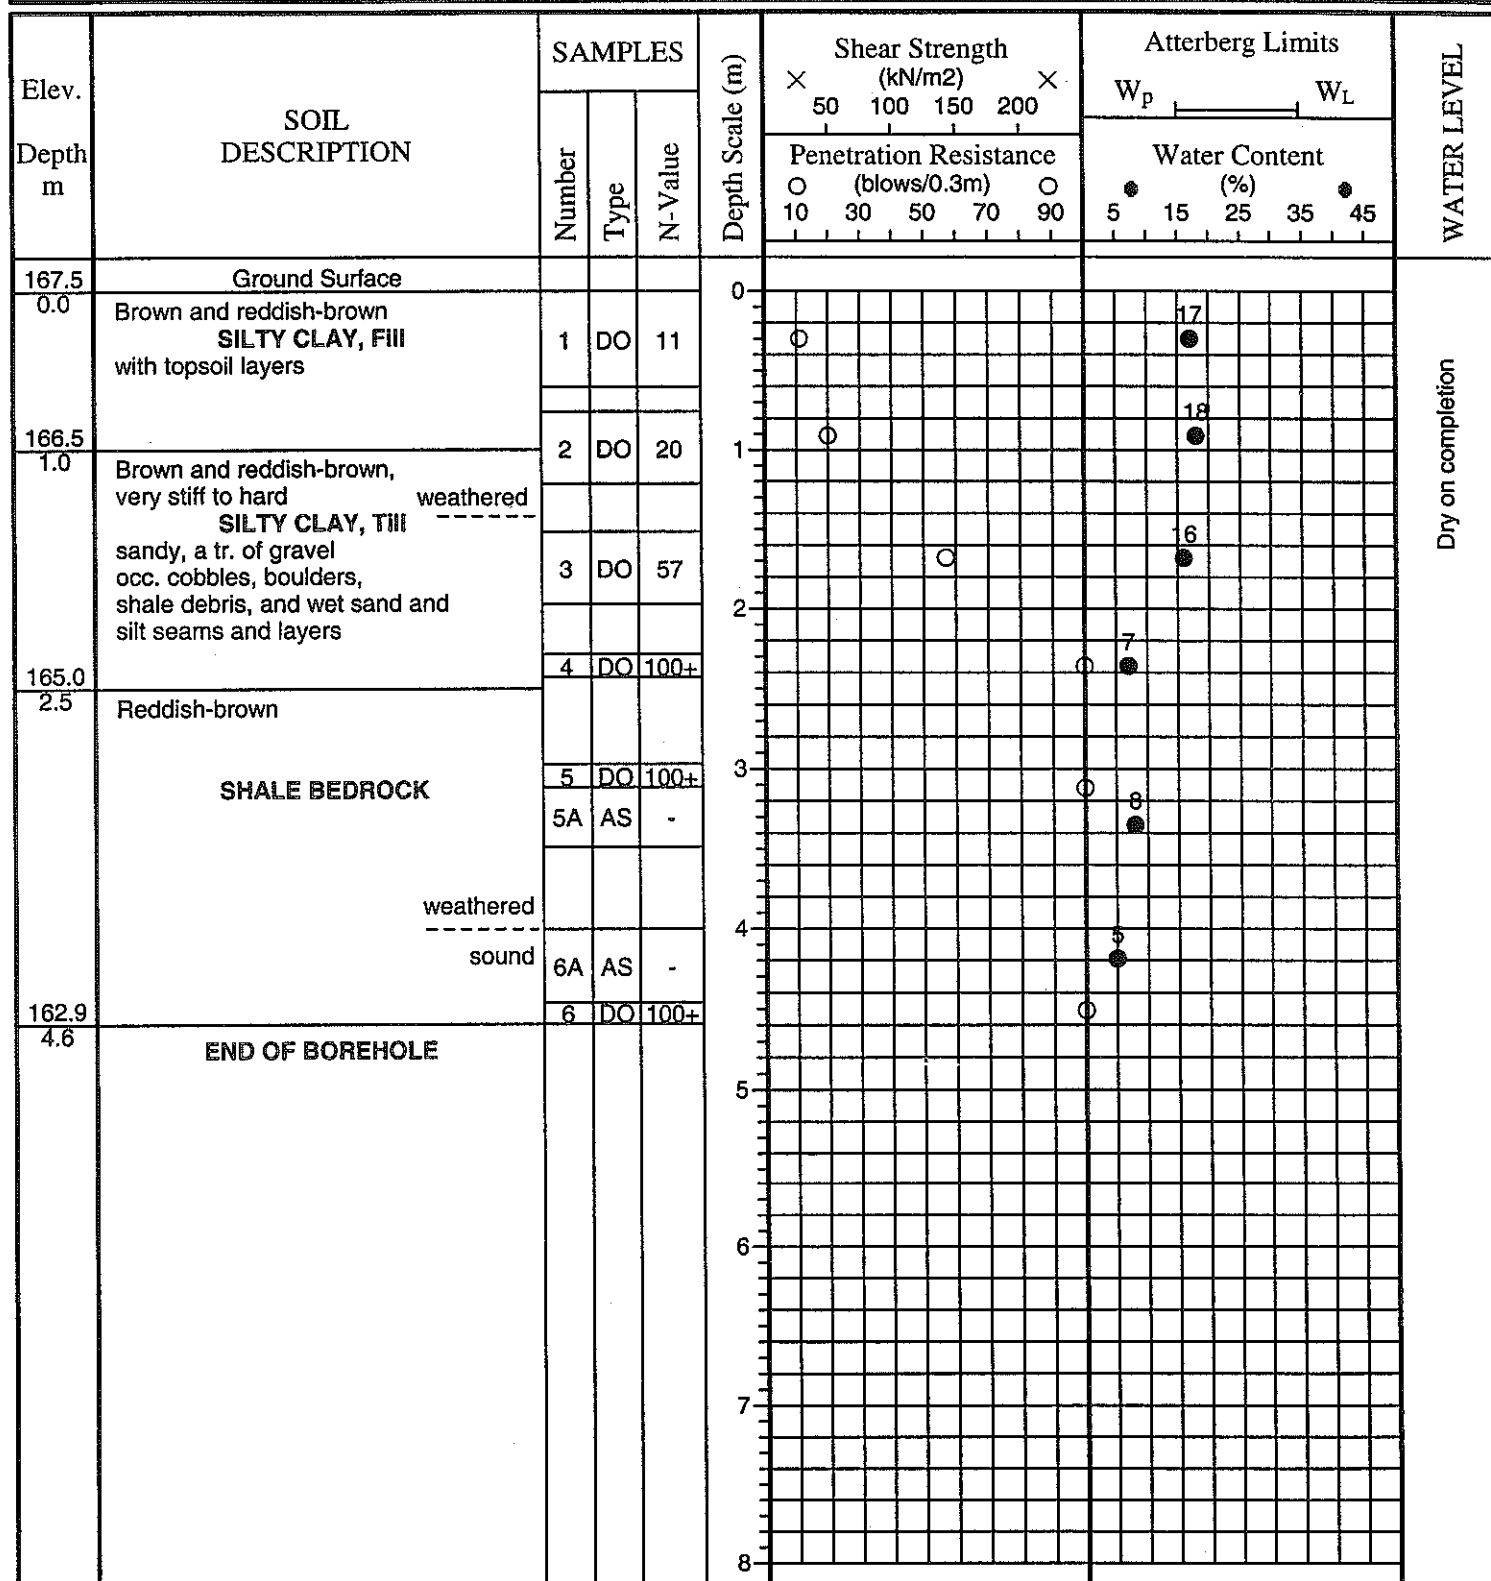 Elev.
Depth
m
SOIL
DESCRIPTION
SAMPLES
Number
Type
N-Value
Depth Scale (m)
Shear Strength
× (kN/m2) ×
50 100 150 200
Penetration Resistance
O (blows/0.3m) O
10 30 50 70 90
Atterberg Limits
Wp WL
Water Content
● (%) ●
5 15 25 35 45
WATER LEVEL
167.5 Ground Surface
0.0
Brown and reddish-brown
SILTY CLAY, Fill
with topsoil layers
1 DO 11
166.5
1.0
2 DO 20
Brown and reddish-brown,
very stiff to hard weathered
SILTY CLAY, Till
sandy, a tr. of gravel
occ. cobbles, boulders,
shale debris, and wet sand and
silt seams and layers
3 DO 57
4 DO 100+
165.0
2.5
Reddish-brown
SHALE BEDROCK
5 DO 100+
5A AS -
weathered
sound
6A AS -
6 DO 100+
162.9
4.6
END OF BOREHOLE
0
1
2
3
4
5
6
7
8
17
18
16
7
8
5
Dry on completion